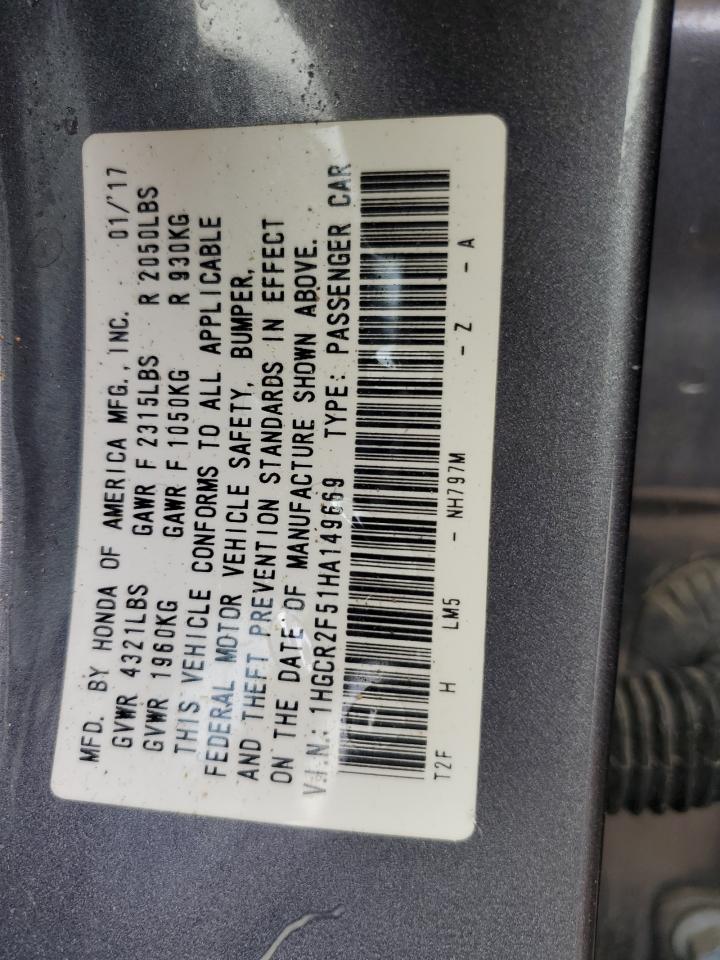 MFD. BY HONDA OF AMERICA MFG., INC. 01/'17
GVWR 4321LBS GAWR F 2315LBS R 2050LBS
GVWR 1960KG GAWR F 1050KG R 930KG
THIS VEHICLE CONFORMS TO ALL APPLICABLE
FEDERAL MOTOR VEHICLE SAFETY, BUMPER,
AND THEFT PREVENTION STANDARDS IN EFFECT
ON THE DATE OF MANUFACTURE SHOWN ABOVE.
V.I.N.: 1HGCR2F51HA149669 TYPE: PASSENGER CAR
T2F H LM5 - NH797M - Z - A